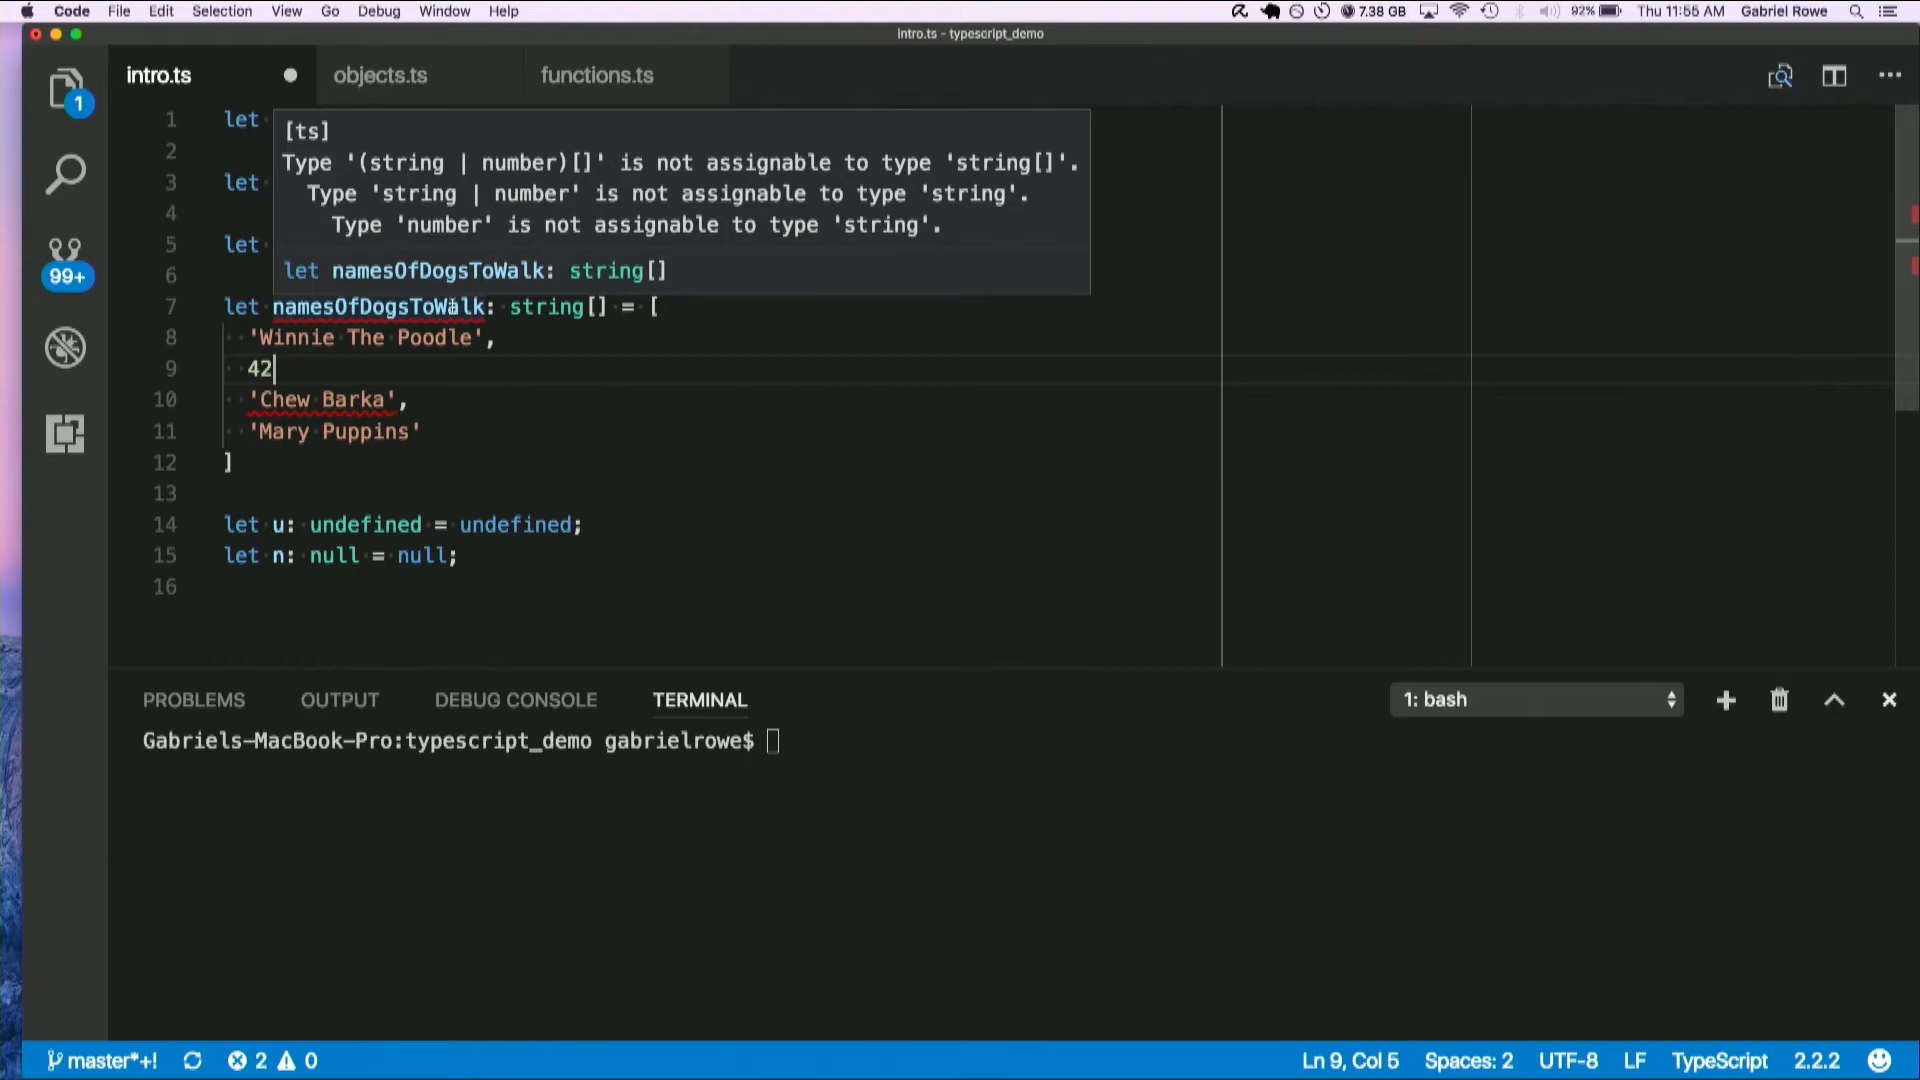 Code File Edit Selection View Go Debug Window Help 7.38 GB 92% Thu 11:55 AM Gabriel Rowe
intro.ts - typescript_demo
intro.ts objects.ts functions.ts
1
1 let
2
3 let
4
5 let
6
[ts]
Type '(string | number)[]' is not assignable to type 'string[]'.
Type 'string | number' is not assignable to type 'string'.
Type 'number' is not assignable to type 'string'.
let namesOfDogsToWalk: string[]
99+
7 let namesOfDogsToWalk: string[] = [
8 'Winnie The Poodle',
9 42
10 'Chew Barka',
11 'Mary Puppins'
12 ]
13
14 let u: undefined = undefined;
15 let n: null = null;
16
PROBLEMS OUTPUT DEBUG CONSOLE TERMINAL 1: bash
Gabriels-MacBook-Pro:typescript_demo gabrielrowe$
master*+! 2 0 Ln 9, Col 5 Spaces: 2 UTF-8 LF TypeScript 2.2.2